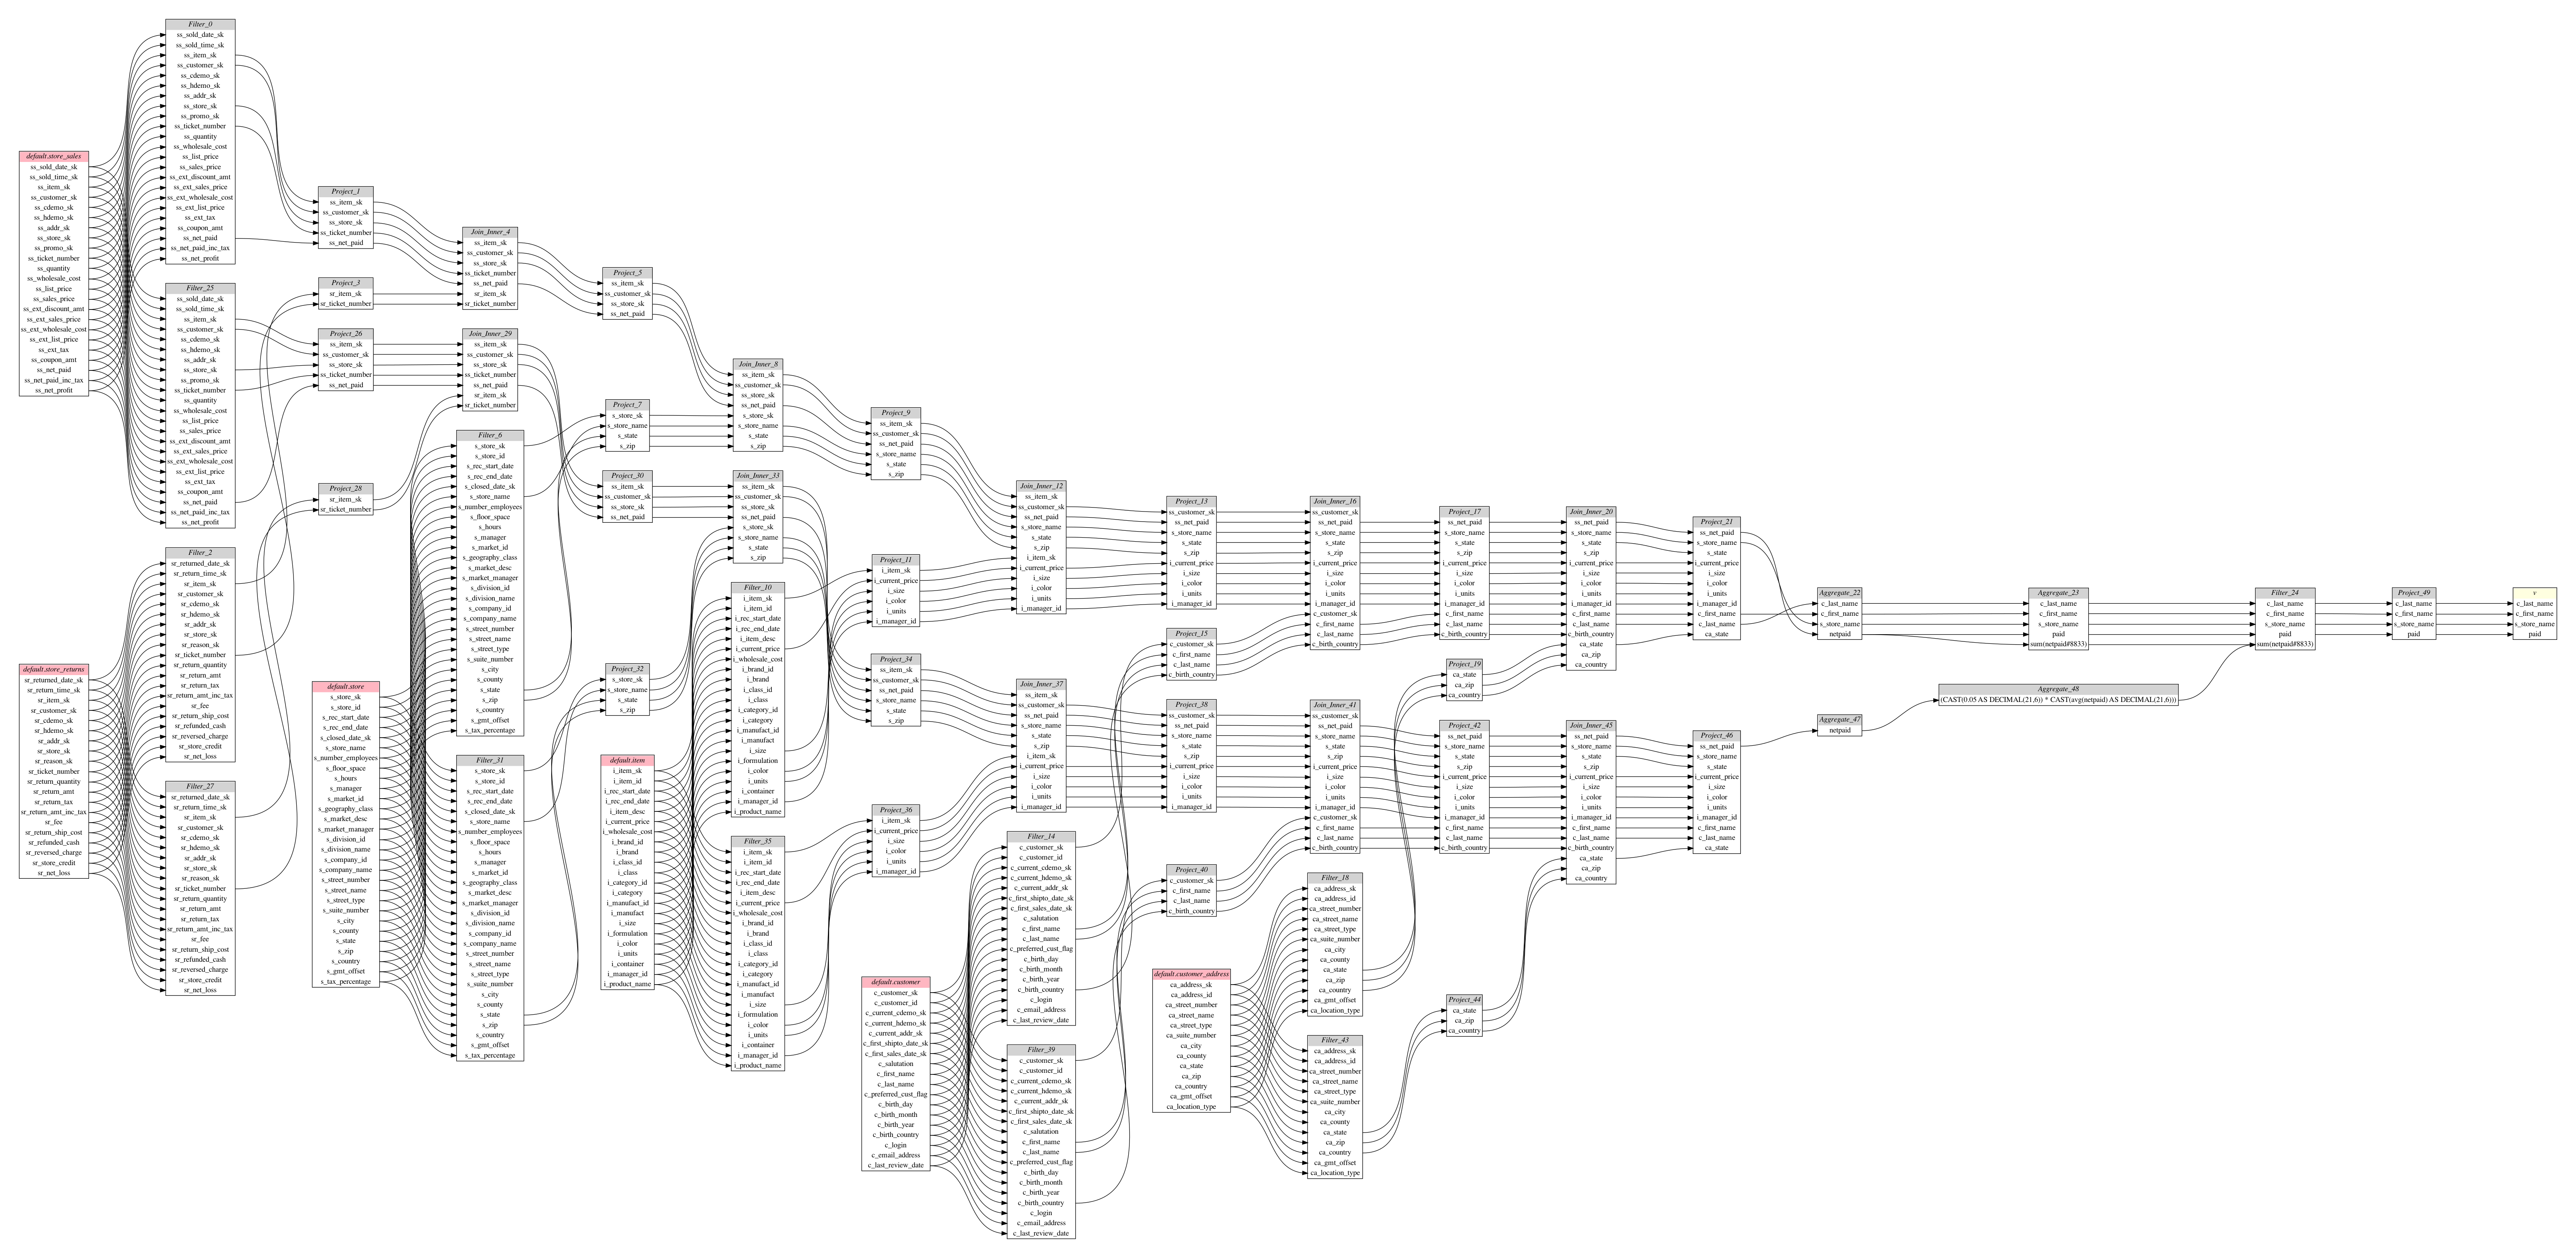 default.store_sales
ss_sold_date_sk
ss_sold_time_sk
ss_item_sk
ss_customer_sk
ss_cdemo_sk
ss_hdemo_sk
ss_addr_sk
ss_store_sk
ss_promo_sk
ss_ticket_number
ss_quantity
ss_wholesale_cost
ss_list_price
ss_sales_price
ss_ext_discount_amt
ss_ext_sales_price
ss_ext_wholesale_cost
ss_ext_list_price
ss_ext_tax
ss_coupon_amt
ss_net_paid
ss_net_paid_inc_tax
ss_net_profit
default.store_returns
sr_returned_date_sk
sr_return_time_sk
sr_item_sk
sr_customer_sk
sr_cdemo_sk
sr_hdemo_sk
sr_addr_sk
sr_store_sk
sr_reason_sk
sr_ticket_number
sr_return_quantity
sr_return_amt
sr_return_tax
sr_return_amt_inc_tax
sr_fee
sr_return_ship_cost
sr_refunded_cash
sr_reversed_charge
sr_store_credit
sr_net_loss
Filter_0
ss_sold_date_sk
ss_sold_time_sk
ss_item_sk
ss_customer_sk
ss_cdemo_sk
ss_hdemo_sk
ss_addr_sk
ss_store_sk
ss_promo_sk
ss_ticket_number
ss_quantity
ss_wholesale_cost
ss_list_price
ss_sales_price
ss_ext_discount_amt
ss_ext_sales_price
ss_ext_wholesale_cost
ss_ext_list_price
ss_ext_tax
ss_coupon_amt
ss_net_paid
ss_net_paid_inc_tax
ss_net_profit
Filter_25
ss_sold_date_sk
ss_sold_time_sk
ss_item_sk
ss_customer_sk
ss_cdemo_sk
ss_hdemo_sk
ss_addr_sk
ss_store_sk
ss_promo_sk
ss_ticket_number
ss_quantity
ss_wholesale_cost
ss_list_price
ss_sales_price
ss_ext_discount_amt
ss_ext_sales_price
ss_ext_wholesale_cost
ss_ext_list_price
ss_ext_tax
ss_coupon_amt
ss_net_paid
ss_net_paid_inc_tax
ss_net_profit
Filter_2
sr_returned_date_sk
sr_return_time_sk
sr_item_sk
sr_customer_sk
sr_cdemo_sk
sr_hdemo_sk
sr_addr_sk
sr_store_sk
sr_reason_sk
sr_ticket_number
sr_return_quantity
sr_return_amt
sr_return_tax
sr_return_amt_inc_tax
sr_fee
sr_return_ship_cost
sr_refunded_cash
sr_reversed_charge
sr_store_credit
sr_net_loss
Filter_27
sr_returned_date_sk
sr_return_time_sk
sr_item_sk
sr_customer_sk
sr_cdemo_sk
sr_hdemo_sk
sr_addr_sk
sr_store_sk
sr_reason_sk
sr_ticket_number
sr_return_quantity
sr_return_amt
sr_return_tax
sr_return_amt_inc_tax
sr_fee
sr_return_ship_cost
sr_refunded_cash
sr_reversed_charge
sr_store_credit
sr_net_loss
Project_1
ss_item_sk
ss_customer_sk
ss_store_sk
ss_ticket_number
ss_net_paid
Project_3
sr_item_sk
sr_ticket_number
Project_26
ss_item_sk
ss_customer_sk
ss_store_sk
ss_ticket_number
ss_net_paid
Project_28
sr_item_sk
sr_ticket_number
default.store
s_store_sk
s_store_id
s_rec_start_date
s_rec_end_date
s_closed_date_sk
s_store_name
s_number_employees
s_floor_space
s_hours
s_manager
s_market_id
s_geography_class
s_market_desc
s_market_manager
s_division_id
s_division_name
s_company_id
s_company_name
s_street_number
s_street_name
s_street_type
s_suite_number
s_city
s_county
s_state
s_zip
s_country
s_gmt_offset
s_tax_percentage
Join_Inner_4
ss_item_sk
ss_customer_sk
ss_store_sk
ss_ticket_number
ss_net_paid
sr_item_sk
sr_ticket_number
Join_Inner_29
ss_item_sk
ss_customer_sk
ss_store_sk
ss_ticket_number
ss_net_paid
sr_item_sk
sr_ticket_number
Filter_6
s_store_sk
s_store_id
s_rec_start_date
s_rec_end_date
s_closed_date_sk
s_store_name
s_number_employees
s_floor_space
s_hours
s_manager
s_market_id
s_geography_class
s_market_desc
s_market_manager
s_division_id
s_division_name
s_company_id
s_company_name
s_street_number
s_street_name
s_street_type
s_suite_number
s_city
s_county
s_state
s_zip
s_country
s_gmt_offset
s_tax_percentage
Filter_31
s_store_sk
s_store_id
s_rec_start_date
s_rec_end_date
s_closed_date_sk
s_store_name
s_number_employees
s_floor_space
s_hours
s_manager
s_market_id
s_geography_class
s_market_desc
s_market_manager
s_division_id
s_division_name
s_company_id
s_company_name
s_street_number
s_street_name
s_street_type
s_suite_number
s_city
s_county
s_state
s_zip
s_country
s_gmt_offset
s_tax_percentage
Project_5
ss_item_sk
ss_customer_sk
ss_store_sk
ss_net_paid
Project_7
s_store_sk
s_store_name
s_state
s_zip
Project_30
ss_item_sk
ss_customer_sk
ss_store_sk
ss_net_paid
Project_32
s_store_sk
s_store_name
s_state
s_zip
default.item
i_item_sk
i_item_id
i_rec_start_date
i_rec_end_date
i_item_desc
i_current_price
i_wholesale_cost
i_brand_id
i_brand
i_class_id
i_class
i_category_id
i_category
i_manufact_id
i_manufact
i_size
i_formulation
i_color
i_units
i_container
i_manager_id
i_product_name
Join_Inner_8
ss_item_sk
ss_customer_sk
ss_store_sk
ss_net_paid
s_store_sk
s_store_name
s_state
s_zip
Join_Inner_33
ss_item_sk
ss_customer_sk
ss_store_sk
ss_net_paid
s_store_sk
s_store_name
s_state
s_zip
Filter_10
i_item_sk
i_item_id
i_rec_start_date
i_rec_end_date
i_item_desc
i_current_price
i_wholesale_cost
i_brand_id
i_brand
i_class_id
i_class
i_category_id
i_category
i_manufact_id
i_manufact
i_size
i_formulation
i_color
i_units
i_container
i_manager_id
i_product_name
Filter_35
i_item_sk
i_item_id
i_rec_start_date
i_rec_end_date
i_item_desc
i_current_price
i_wholesale_cost
i_brand_id
i_brand
i_class_id
i_class
i_category_id
i_category
i_manufact_id
i_manufact
i_size
i_formulation
i_color
i_units
i_container
i_manager_id
i_product_name
Project_9
ss_item_sk
ss_customer_sk
ss_net_paid
s_store_name
s_state
s_zip
Project_11
i_item_sk
i_current_price
i_size
i_color
i_units
i_manager_id
Project_34
ss_item_sk
ss_customer_sk
ss_net_paid
s_store_name
s_state
s_zip
Project_36
i_item_sk
i_current_price
i_size
i_color
i_units
i_manager_id
default.customer
c_customer_sk
c_customer_id
c_current_cdemo_sk
c_current_hdemo_sk
c_current_addr_sk
c_first_shipto_date_sk
c_first_sales_date_sk
c_salutation
c_first_name
c_last_name
c_preferred_cust_flag
c_birth_day
c_birth_month
c_birth_year
c_birth_country
c_login
c_email_address
c_last_review_date
Join_Inner_12
ss_item_sk
ss_customer_sk
ss_net_paid
s_store_name
s_state
s_zip
i_item_sk
i_current_price
i_size
i_color
i_units
i_manager_id
Join_Inner_37
ss_item_sk
ss_customer_sk
ss_net_paid
s_store_name
s_state
s_zip
i_item_sk
i_current_price
i_size
i_color
i_units
i_manager_id
Filter_14
c_customer_sk
c_customer_id
c_current_cdemo_sk
c_current_hdemo_sk
c_current_addr_sk
c_first_shipto_date_sk
c_first_sales_date_sk
c_salutation
c_first_name
c_last_name
c_preferred_cust_flag
c_birth_day
c_birth_month
c_birth_year
c_birth_country
c_login
c_email_address
c_last_review_date
Filter_39
c_customer_sk
c_customer_id
c_current_cdemo_sk
c_current_hdemo_sk
c_current_addr_sk
c_first_shipto_date_sk
c_first_sales_date_sk
c_salutation
c_first_name
c_last_name
c_preferred_cust_flag
c_birth_day
c_birth_month
c_birth_year
c_birth_country
c_login
c_email_address
c_last_review_date
Project_13
ss_customer_sk
ss_net_paid
s_store_name
s_state
s_zip
i_current_price
i_size
i_color
i_units
i_manager_id
Project_15
c_customer_sk
c_first_name
c_last_name
c_birth_country
Project_38
ss_customer_sk
ss_net_paid
s_store_name
s_state
s_zip
i_current_price
i_size
i_color
i_units
i_manager_id
Project_40
c_customer_sk
c_first_name
c_last_name
c_birth_country
default.customer_address
ca_address_sk
ca_address_id
ca_street_number
ca_street_name
ca_street_type
ca_suite_number
ca_city
ca_county
ca_state
ca_zip
ca_country
ca_gmt_offset
ca_location_type
Join_Inner_16
ss_customer_sk
ss_net_paid
s_store_name
s_state
s_zip
i_current_price
i_size
i_color
i_units
i_manager_id
c_customer_sk
c_first_name
c_last_name
c_birth_country
Join_Inner_41
ss_customer_sk
ss_net_paid
s_store_name
s_state
s_zip
i_current_price
i_size
i_color
i_units
i_manager_id
c_customer_sk
c_first_name
c_last_name
c_birth_country
Filter_18
ca_address_sk
ca_address_id
ca_street_number
ca_street_name
ca_street_type
ca_suite_number
ca_city
ca_county
ca_state
ca_zip
ca_country
ca_gmt_offset
ca_location_type
Filter_43
ca_address_sk
ca_address_id
ca_street_number
ca_street_name
ca_street_type
ca_suite_number
ca_city
ca_county
ca_state
ca_zip
ca_country
ca_gmt_offset
ca_location_type
Project_17
ss_net_paid
s_store_name
s_state
s_zip
i_current_price
i_size
i_color
i_units
i_manager_id
c_first_name
c_last_name
c_birth_country
Project_19
ca_state
ca_zip
ca_country
Project_42
ss_net_paid
s_store_name
s_state
s_zip
i_current_price
i_size
i_color
i_units
i_manager_id
c_first_name
c_last_name
c_birth_country
Project_44
ca_state
ca_zip
ca_country
Join_Inner_20
ss_net_paid
s_store_name
s_state
s_zip
i_current_price
i_size
i_color
i_units
i_manager_id
c_first_name
c_last_name
c_birth_country
ca_state
ca_zip
ca_country
Join_Inner_45
ss_net_paid
s_store_name
s_state
s_zip
i_current_price
i_size
i_color
i_units
i_manager_id
c_first_name
c_last_name
c_birth_country
ca_state
ca_zip
ca_country
Project_21
ss_net_paid
s_store_name
s_state
i_current_price
i_size
i_color
i_units
i_manager_id
c_first_name
c_last_name
ca_state
Project_46
ss_net_paid
s_store_name
s_state
i_current_price
i_size
i_color
i_units
i_manager_id
c_first_name
c_last_name
ca_state
Aggregate_22
c_last_name
c_first_name
s_store_name
netpaid
Aggregate_47
netpaid
Aggregate_23
c_last_name
c_first_name
s_store_name
paid
sum(netpaid#8833)
Aggregate_48
(CAST(0.05 AS DECIMAL(21,6)) * CAST(avg(netpaid) AS DECIMAL(21,6)))
Filter_24
c_last_name
c_first_name
s_store_name
paid
sum(netpaid#8833)
Project_49
c_last_name
c_first_name
s_store_name
paid
v
c_last_name
c_first_name
s_store_name
paid